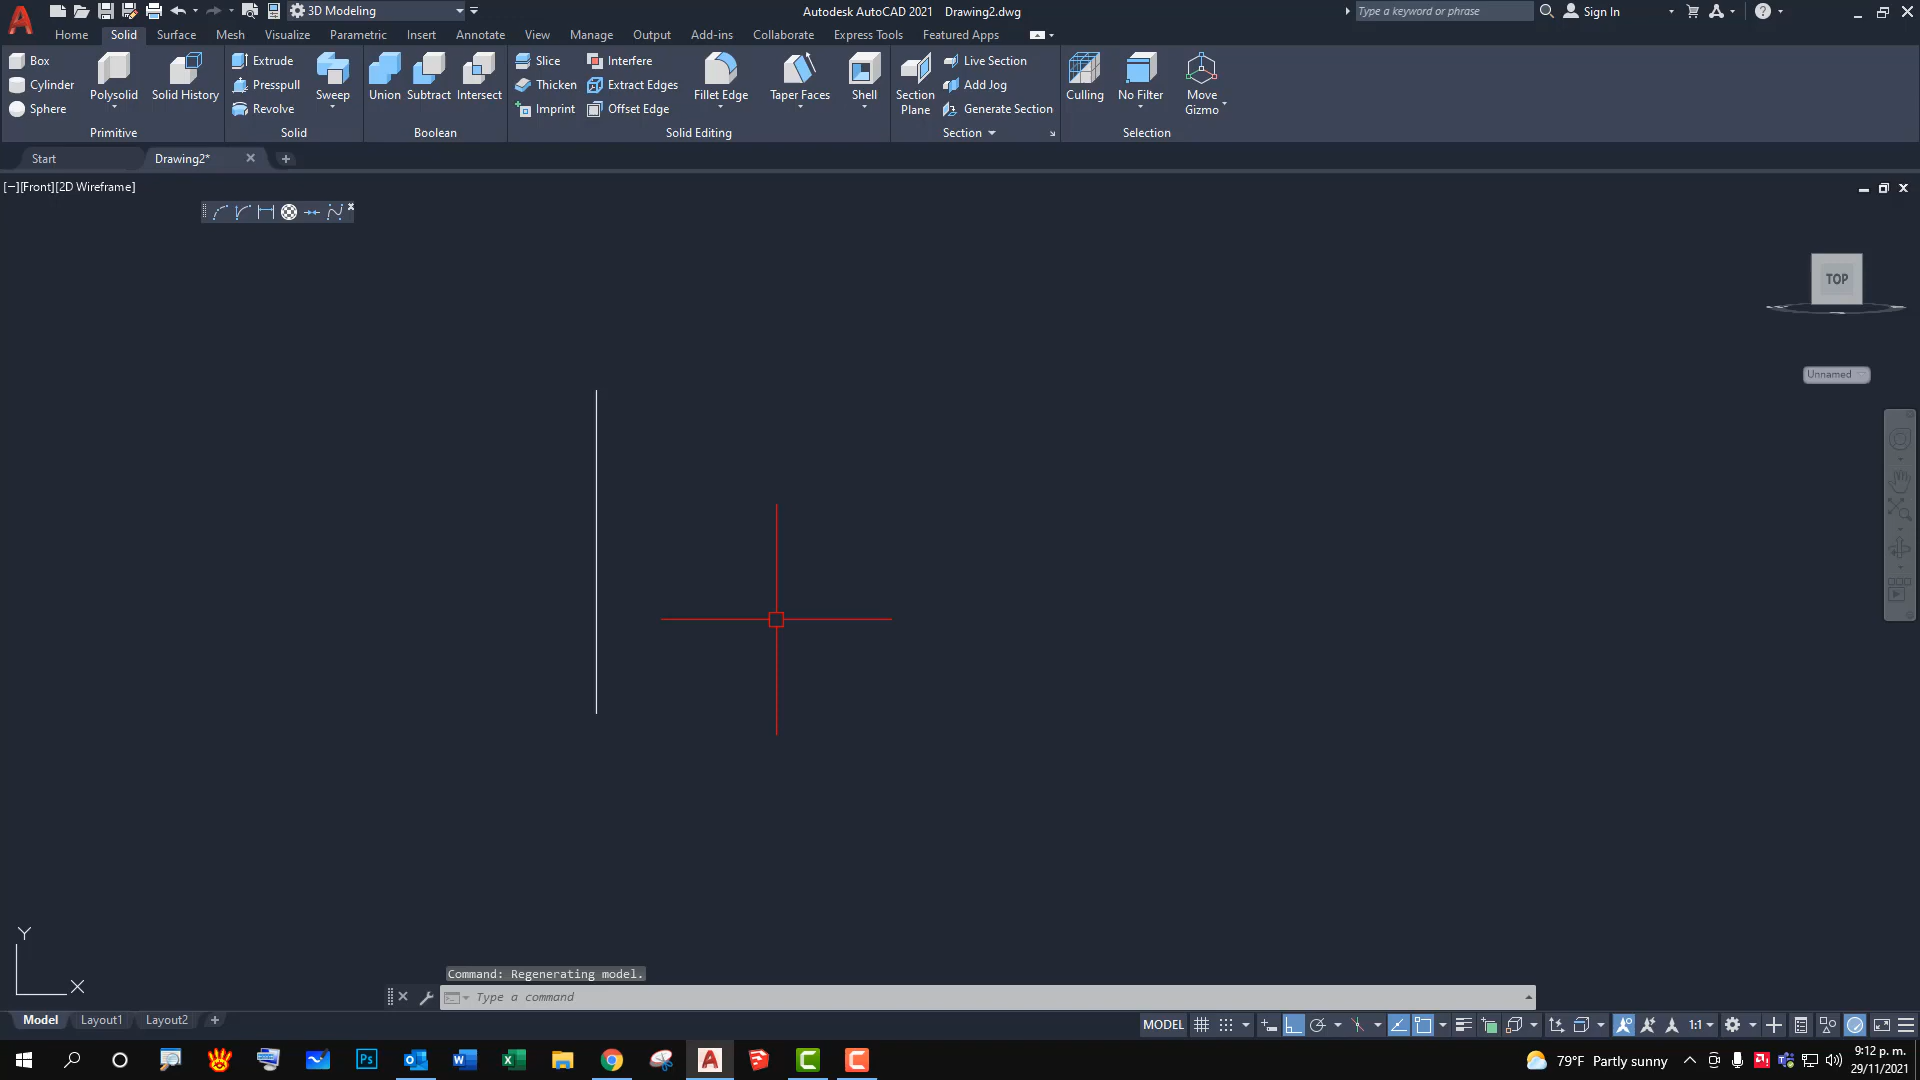 3D Modeling
Autodesk AutoCAD 2021 Drawing2.dwg
Type a keyword or phrase
Sign In
Home Solid Surface Mesh Visualize Parametric Insert Annotate View Manage Output Add-ins Collaborate Express Tools Featured Apps
Box
Cylinder
Sphere
Polysolid
Solid History
Primitive
Extrude
Presspull
Revolve
Sweep
Solid
Union
Subtract
Intersect
Boolean
Slice
Thicken
Imprint
Interfere
Extract Edges
Offset Edge
Fillet Edge
Taper Faces
Shell
Solid Editing
Section
Plane
Live Section
Add Jog
Generate Section
Section
Culling
No Filter
Move
Gizmo
Selection
Start
Drawing2*
[−][Front][2D Wireframe]
TOP
Unnamed
Y
X
Command: Regenerating model.
Type a command
Model Layout1 Layout2
MODEL
1:1
Ps
79°F Partly sunny
9:12 p. m.
29/11/2021